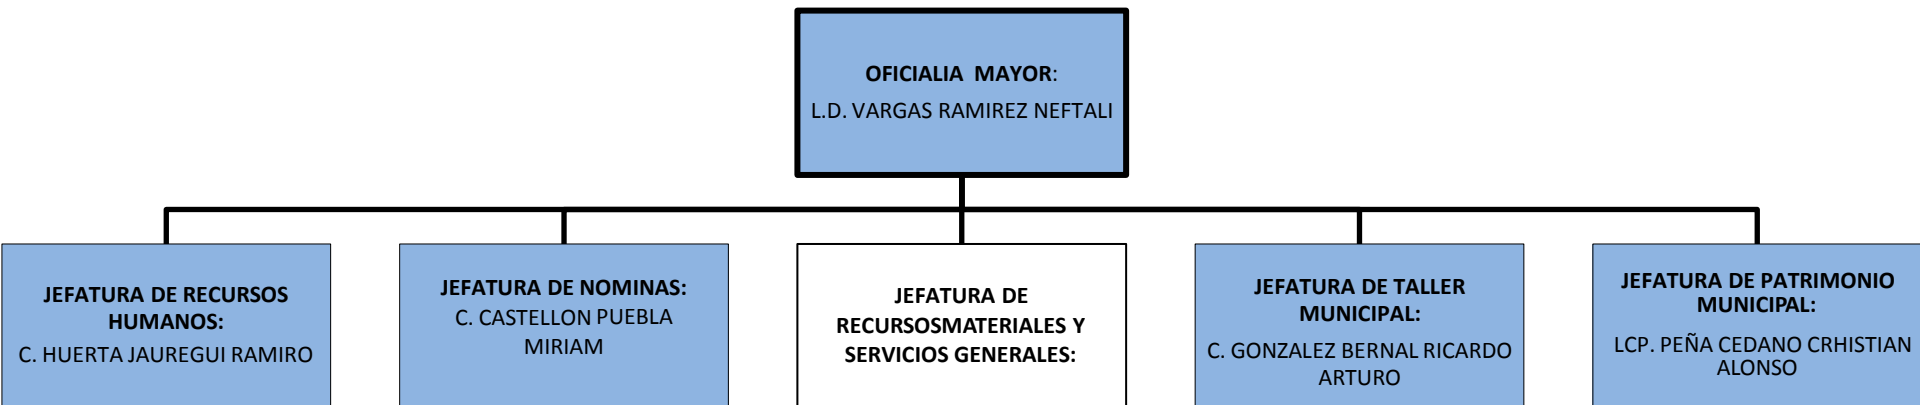 OFICIALIA MAYOR:
L.D. VARGAS RAMIREZ NEFTALI
JEFATURA DE RECURSOS
HUMANOS:
C. HUERTA JAUREGUI RAMIRO
JEFATURA DE NOMINAS:
C. CASTELLON PUEBLA
MIRIAM
JEFATURA DE
RECURSOSMATERIALES Y
SERVICIOS GENERALES:
JEFATURA DE TALLER
MUNICIPAL:
C. GONZALEZ BERNAL RICARDO
ARTURO
JEFATURA DE PATRIMONIO
MUNICIPAL:
LCP. PEÑA CEDANO CRHISTIAN
ALONSO